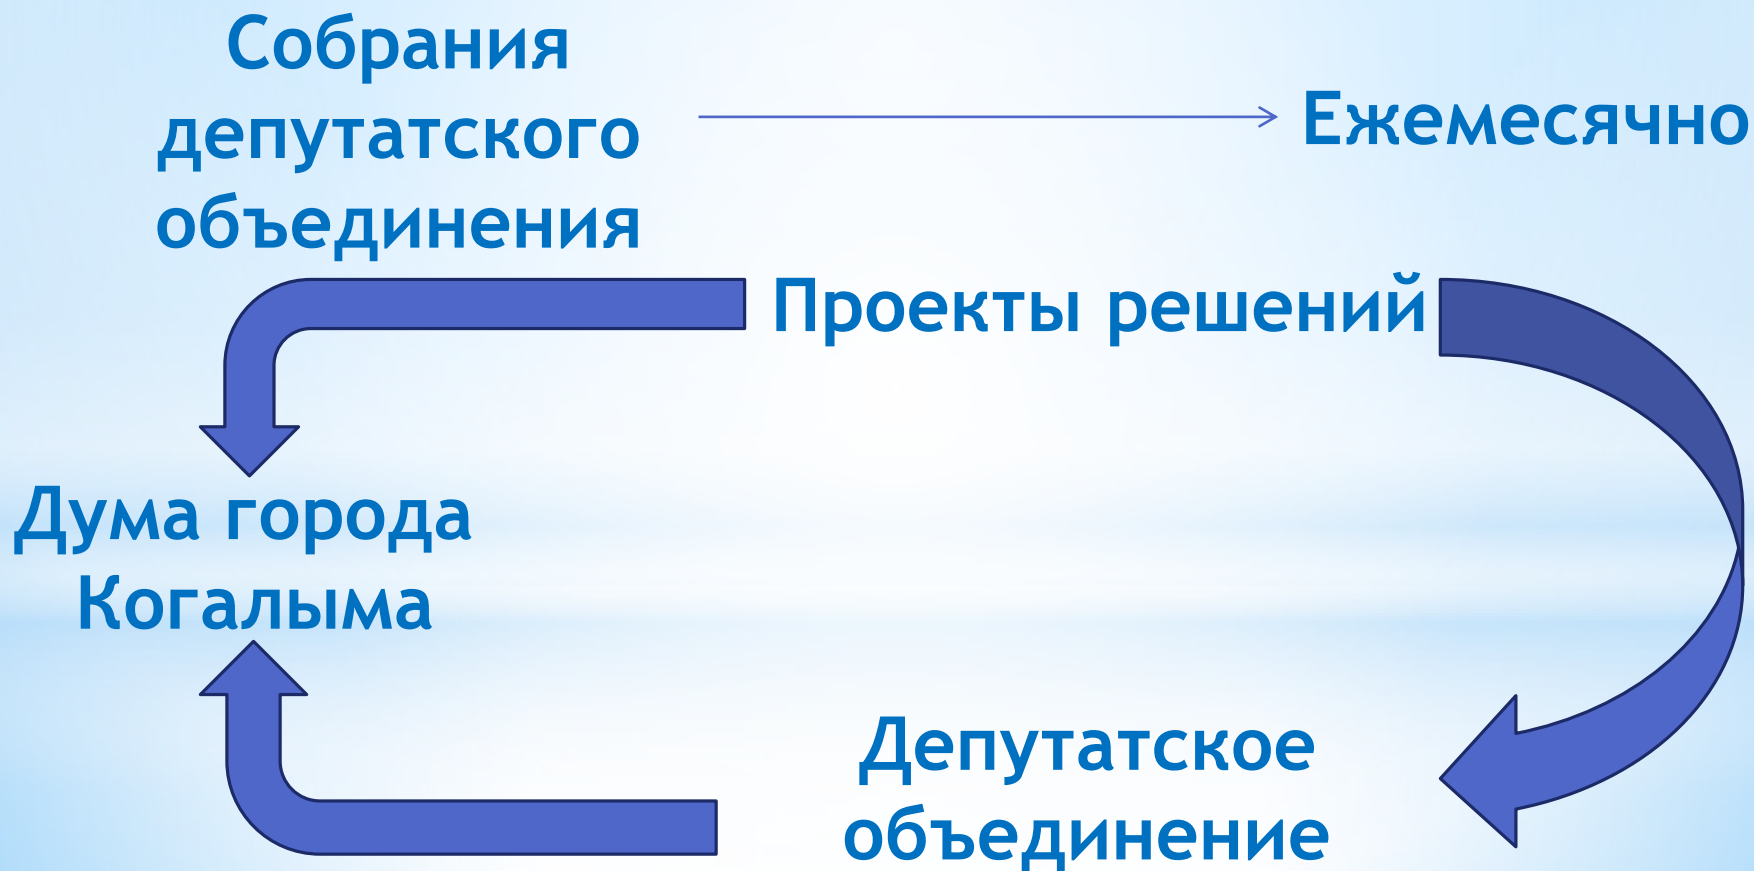 Собрания
депутатского
объединения
Ежемесячно
Проекты решений
Дума города
Когалыма
Депутатское
объединение